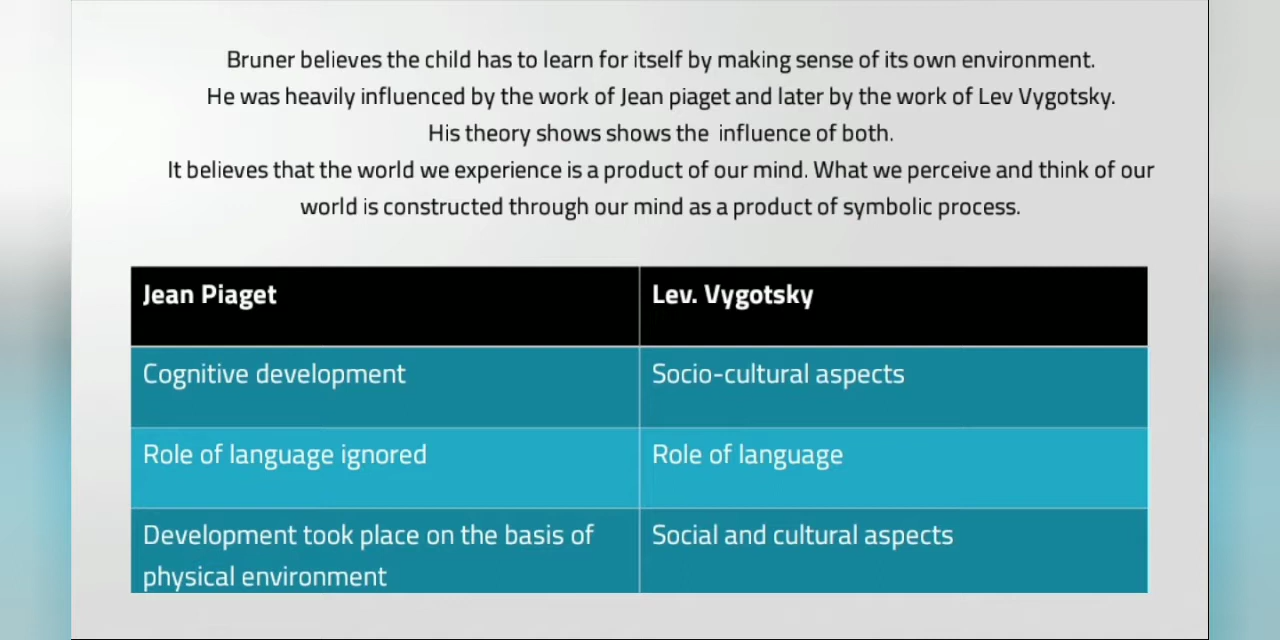 Bruner believes the child has to learn for itself by making sense of its own environment.
He was heavily influenced by the work of Jean piaget and later by the work of Lev Vygotsky.
His theory shows shows the influence of both.
It believes that the world we experience is a product of our mind. What we perceive and think of our
world is constructed through our mind as a product of symbolic process.
Jean Piaget
Lev. Vygotsky
Cognitive development
Socio-cultural aspects
Role of language ignored
Role of language
Development took place on the basis of
physical environment
Social and cultural aspects